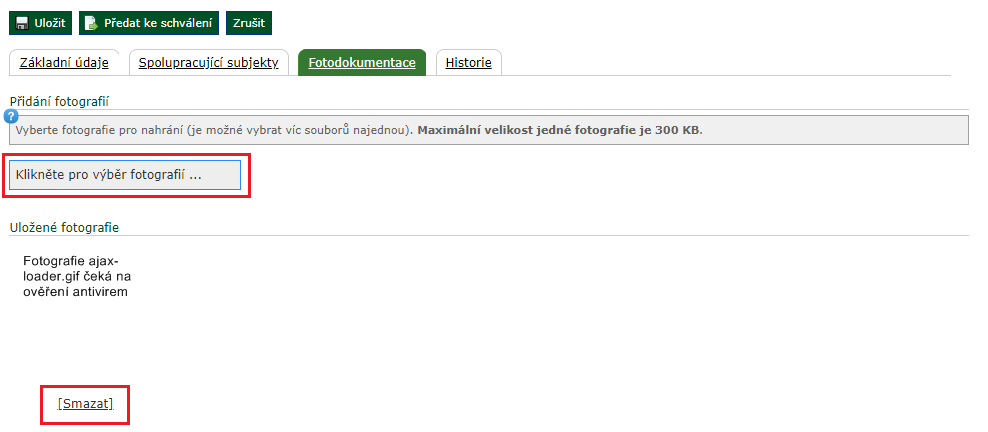 Uložit Předat ke schválení Zrušit
Základní údaje Spolupracující subjekty Fotodokumentace Historie
Přidání fotografií
?
Vyberte fotografie pro nahrání (je možné vybrat víc souborů najednou). Maximální velikost jedné fotografie je 300 KB.
Klikněte pro výběr fotografií ...
Uložené fotografie
Fotografie ajax-
loader.gif čeká na
ověření antivirem
[Smazat]